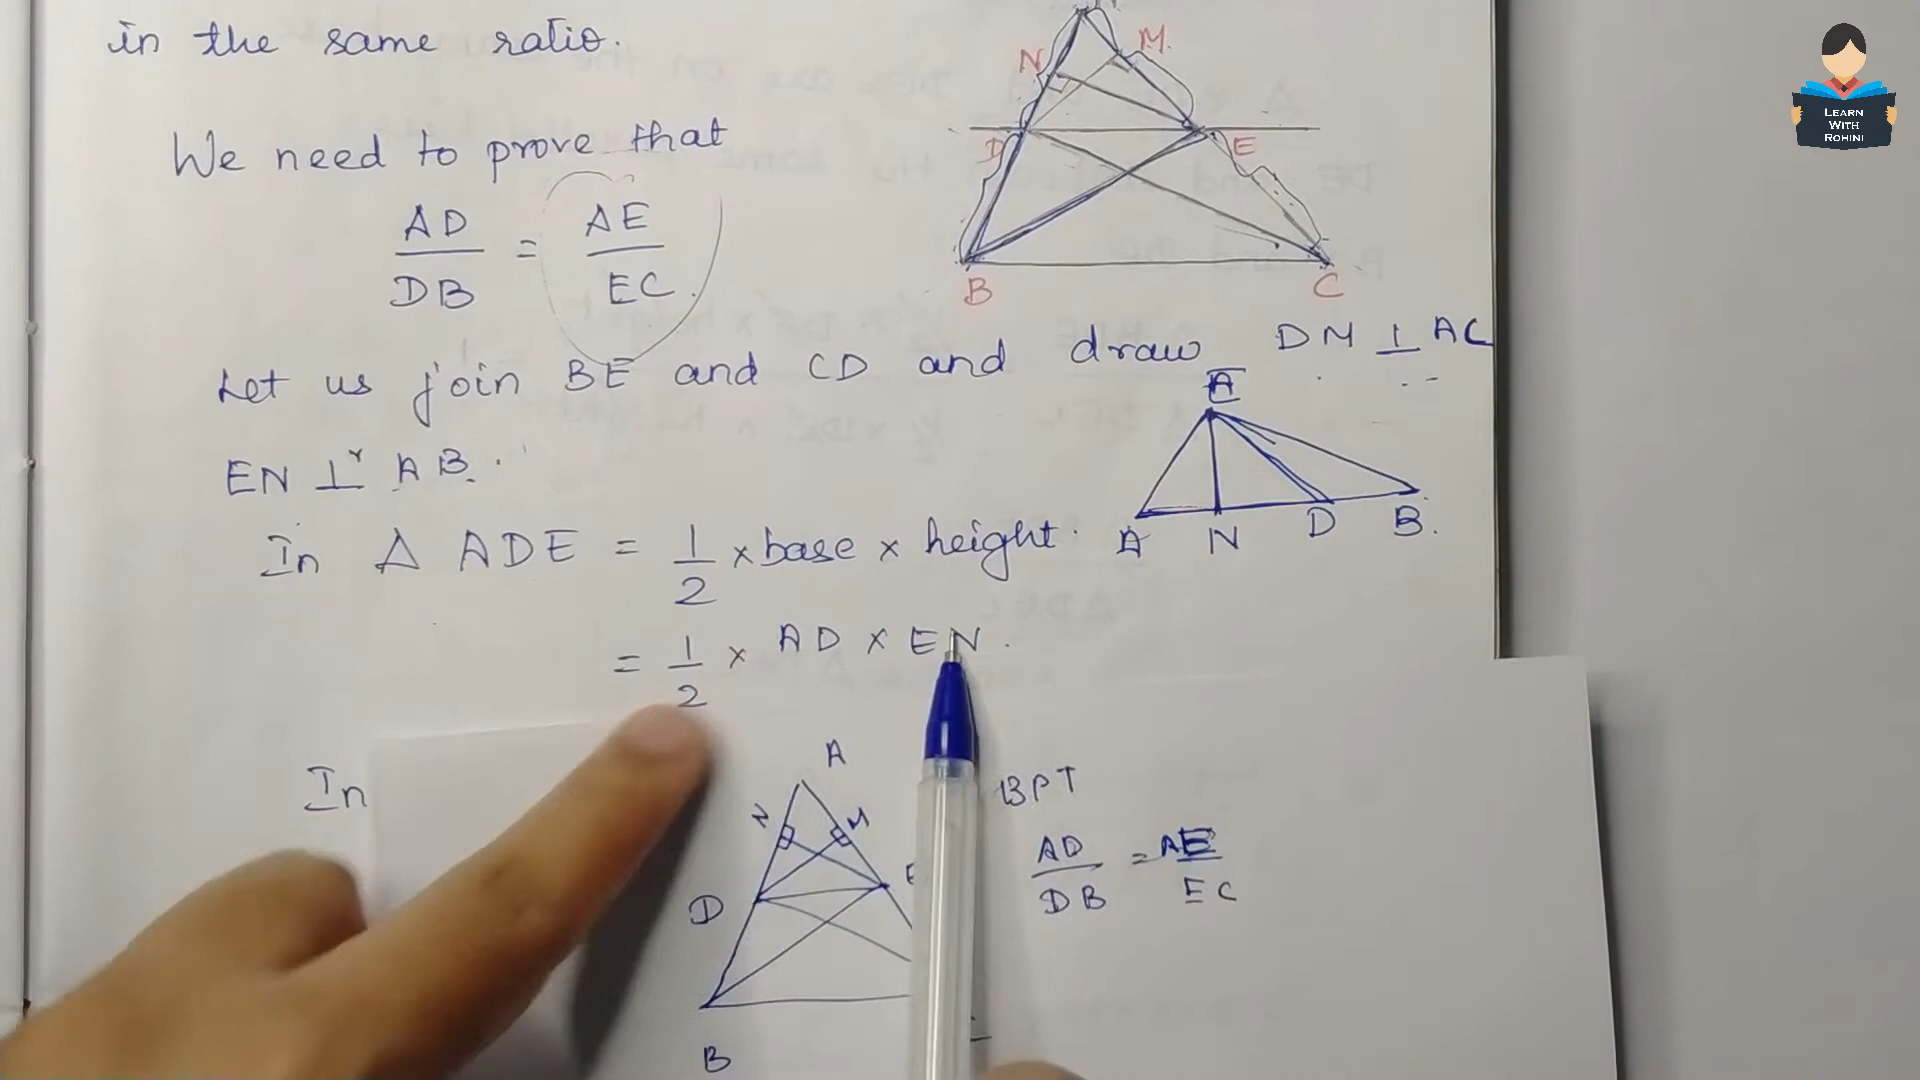 in the same ratio.
We need to prove that
AD/DB = AE/EC.
Let us join BE and CD and draw DM ⊥ AC
EN ⊥r AB.
In Δ ADE = 1/2 × base × height.
= 1/2 × AD × EN.
In
N
M
D
E
B
C
E
A
N
D
B.
A
N
M
D
B
BPT
AD/DB = AE/EC
LEARN
WITH
ROHINI